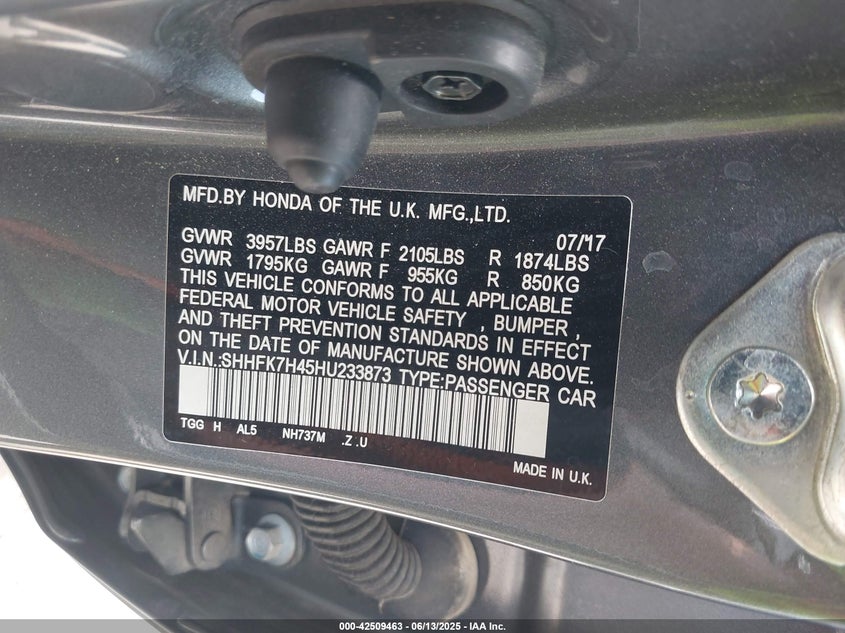 MFD.BY HONDA OF THE U.K. MFG.,LTD.
07/'17
GVWR 3957LBS GAWR F 2105LBS R 1874LBS
GVWR 1795KG GAWR F 955KG R 850KG
THIS VEHICLE CONFORMS TO ALL APPLICABLE
FEDERAL MOTOR VEHICLE SAFETY , BUMPER ,
AND THEFT PREVENTION STANDARDS IN EFFECT
ON THE DATE OF MANUFACTURE SHOWN ABOVE.
V.I.N.:SHHFK7H45HU233873 TYPE:PASSENGER CAR
TGG H AL5 NH737M .Z .U
MADE IN U.K.
000-42509463 - 06/13/2025 - IAA Inc.